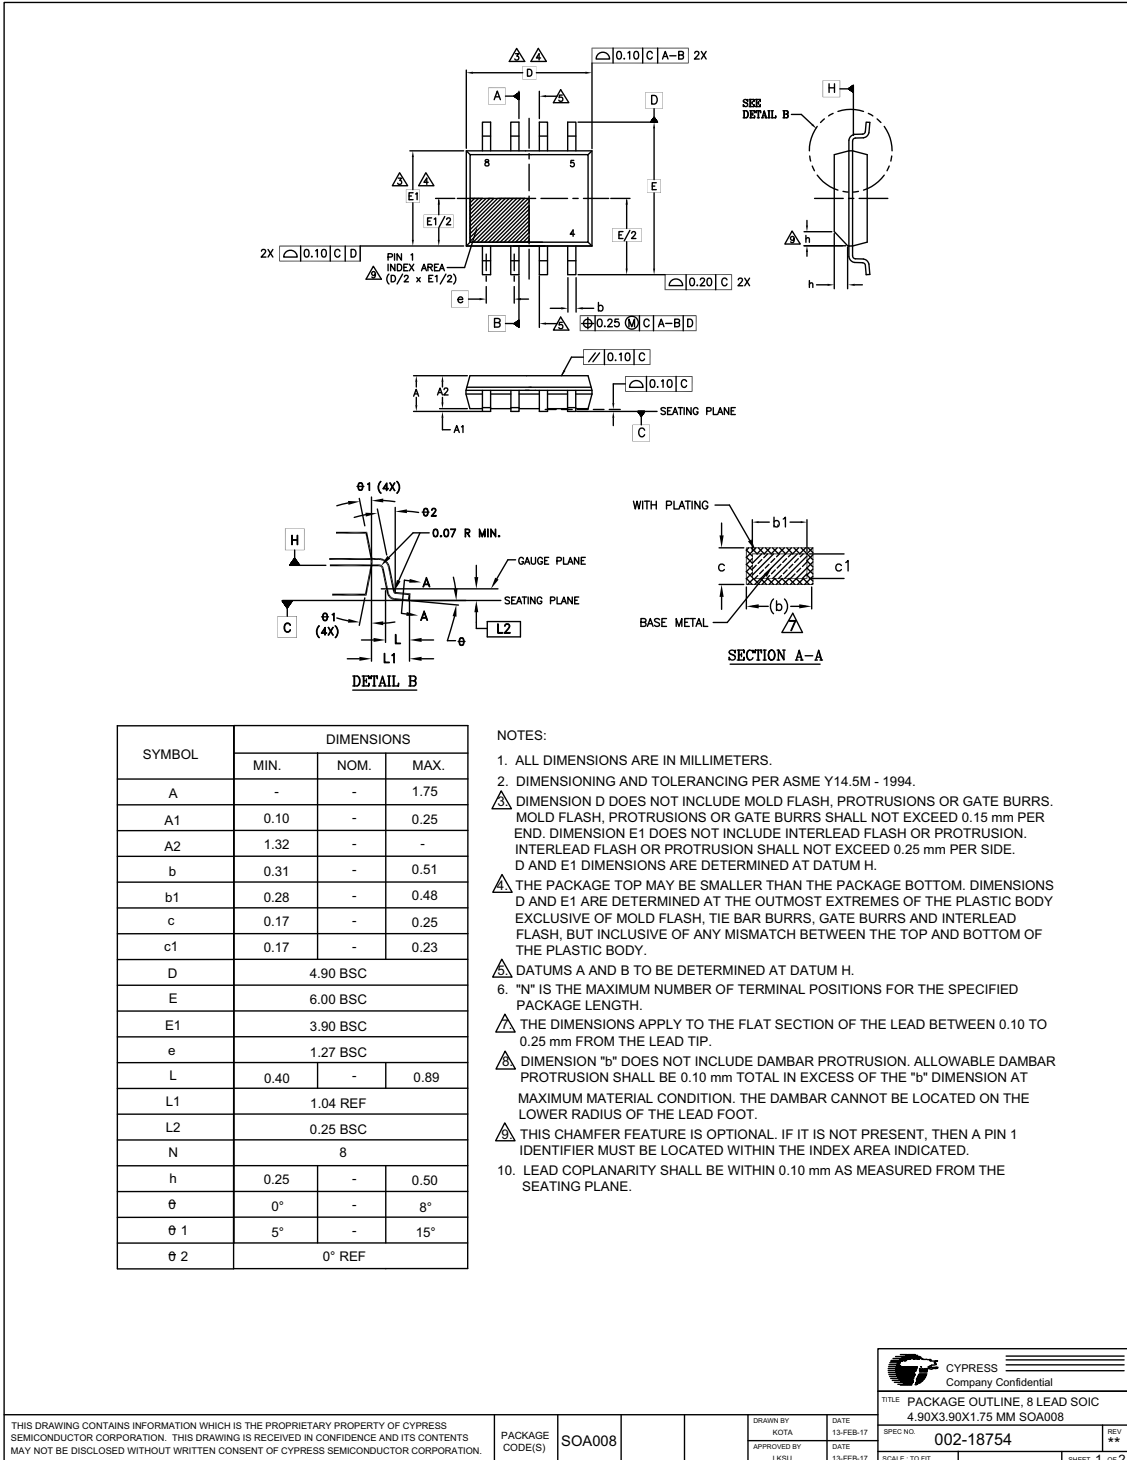 3 4
D
⌓ 0.10 C A-B 2X
A
5
D
8
5
4
3 4
E1
E1/2
E/2
E
2X ⌓ 0.10 C D
PIN 1
INDEX AREA
9 (D/2 x E1/2)
e
b
⌓ 0.20 C 2X
B
5
⌖ 0.25 Ⓜ C A-B D
SEE
DETAIL B
H
9
h
h
// 0.10 C
A
A2
A1
⌓ 0.10 C
SEATING PLANE
C
θ1 (4X)
θ2
0.07 R MIN.
H
GAUGE PLANE
A
SEATING PLANE
A
C
θ1
(4X)
L
L1
L2
θ
DETAIL B
WITH PLATING
b1
c
c1
(b)
BASE METAL
7
SECTION A-A
SYMBOL DIMENSIONS
MIN. NOM. MAX.
A - - 1.75
A1 0.10 - 0.25
A2 1.32 - -
b 0.31 - 0.51
b1 0.28 - 0.48
c 0.17 - 0.25
c1 0.17 - 0.23
D 4.90 BSC
E 6.00 BSC
E1 3.90 BSC
e 1.27 BSC
L 0.40 - 0.89
L1 1.04 REF
L2 0.25 BSC
N 8
h 0.25 - 0.50
θ 0° - 8°
θ 1 5° - 15°
θ 2 0° REF
NOTES:
1. ALL DIMENSIONS ARE IN MILLIMETERS.
2. DIMENSIONING AND TOLERANCING PER ASME Y14.5M - 1994.
3. DIMENSION D DOES NOT INCLUDE MOLD FLASH, PROTRUSIONS OR GATE BURRS.
MOLD FLASH, PROTRUSIONS OR GATE BURRS SHALL NOT EXCEED 0.15 mm PER
END. DIMENSION E1 DOES NOT INCLUDE INTERLEAD FLASH OR PROTRUSION.
INTERLEAD FLASH OR PROTRUSION SHALL NOT EXCEED 0.25 mm PER SIDE.
D AND E1 DIMENSIONS ARE DETERMINED AT DATUM H.
4. THE PACKAGE TOP MAY BE SMALLER THAN THE PACKAGE BOTTOM. DIMENSIONS
D AND E1 ARE DETERMINED AT THE OUTMOST EXTREMES OF THE PLASTIC BODY
EXCLUSIVE OF MOLD FLASH, TIE BAR BURRS, GATE BURRS AND INTERLEAD
FLASH, BUT INCLUSIVE OF ANY MISMATCH BETWEEN THE TOP AND BOTTOM OF
THE PLASTIC BODY.
5. DATUMS A AND B TO BE DETERMINED AT DATUM H.
6. "N" IS THE MAXIMUM NUMBER OF TERMINAL POSITIONS FOR THE SPECIFIED
PACKAGE LENGTH.
7. THE DIMENSIONS APPLY TO THE FLAT SECTION OF THE LEAD BETWEEN 0.10 TO
0.25 mm FROM THE LEAD TIP.
8. DIMENSION "b" DOES NOT INCLUDE DAMBAR PROTRUSION. ALLOWABLE DAMBAR
PROTRUSION SHALL BE 0.10 mm TOTAL IN EXCESS OF THE "b" DIMENSION AT
MAXIMUM MATERIAL CONDITION. THE DAMBAR CANNOT BE LOCATED ON THE
LOWER RADIUS OF THE LEAD FOOT.
9. THIS CHAMFER FEATURE IS OPTIONAL. IF IT IS NOT PRESENT, THEN A PIN 1
IDENTIFIER MUST BE LOCATED WITHIN THE INDEX AREA INDICATED.
10. LEAD COPLANARITY SHALL BE WITHIN 0.10 mm AS MEASURED FROM THE
SEATING PLANE.
THIS DRAWING CONTAINS INFORMATION WHICH IS THE PROPRIETARY PROPERTY OF CYPRESS
SEMICONDUCTOR CORPORATION. THIS DRAWING IS RECEIVED IN CONFIDENCE AND ITS CONTENTS
MAY NOT BE DISCLOSED WITHOUT WRITTEN CONSENT OF CYPRESS SEMICONDUCTOR CORPORATION.
PACKAGE
CODE(S)
SOA008
DRAWN BY DATE
KOTA 13-FEB-17
APPROVED BY DATE
LKSU 13-FEB-17
CYPRESS
Company Confidential
TITLE PACKAGE OUTLINE, 8 LEAD SOIC
4.90X3.90X1.75 MM SOA008
SPEC NO. 002-18754 REV **
SCALE : TO FIT SHEET 1 OF 2